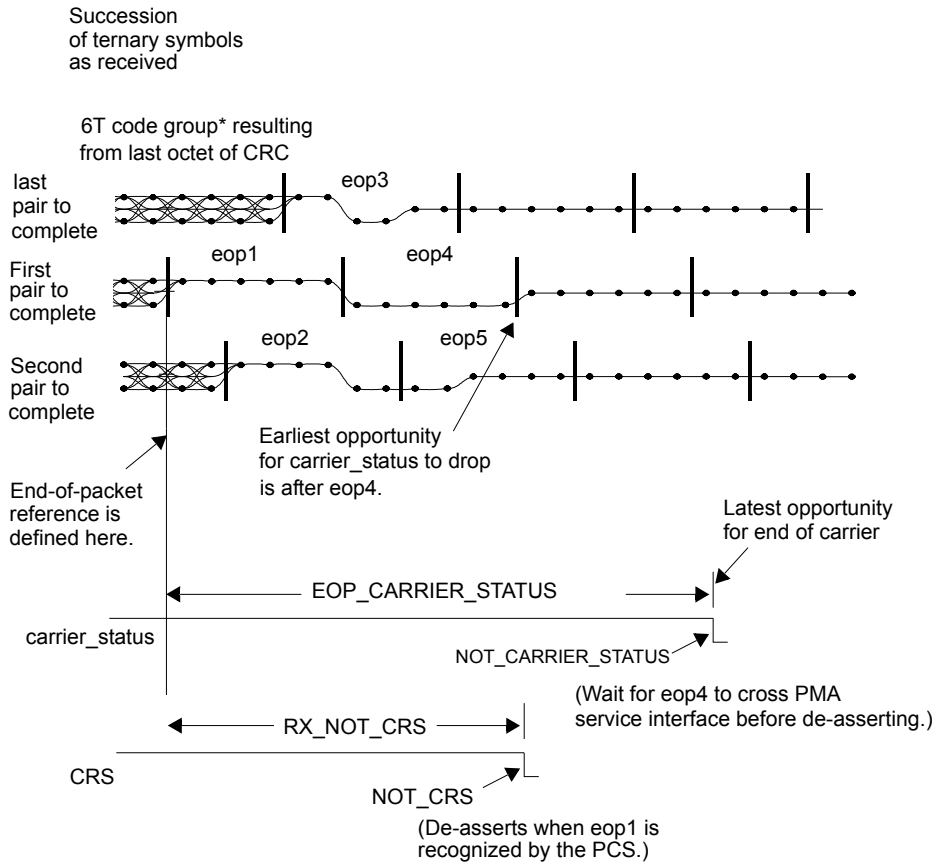 Succession
of ternary symbols
as received
6T code group* resulting
from last octet of CRC
last
pair to
complete
eop3
First
pair to
complete
eop1
eop4
Second
pair to
complete
eop2
eop5
Earliest opportunity
for carrier_status to drop
is after eop4.
End-of-packet
reference is
defined here.
Latest opportunity
for end of carrier
EOP_CARRIER_STATUS
carrier_status
NOT_CARRIER_STATUS
(Wait for eop4 to cross PMA
service interface before de-asserting.)
RX_NOT_CRS
CRS
NOT_CRS
(De-asserts when eop1 is
recognized by the PCS.)